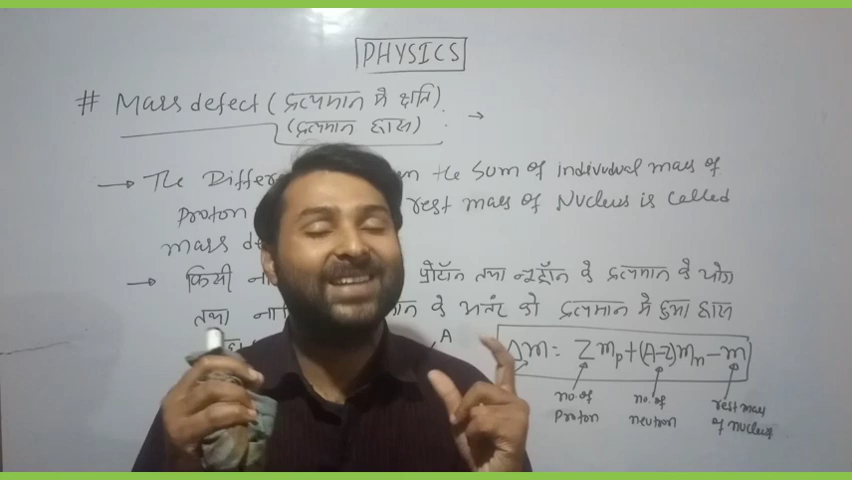 PHYSICS
# Mass defect (द्रव्यमान में क्षति)
(द्रव्यमान ह्रास) : →
→ The Differ the sum of individual mass of
Proton rest mass of Nucleus is called
mass de
→ किसी ना प्रोटॉन तथा न्यूट्रॉन के द्रव्यमान के योग
तथा ना के अन्तर को द्रव्यमान में हुआ ह्रास
A
Δm = Zmp+(A-Z)mn-m
no. of no. of rest mass
Proton neutron of nucleus